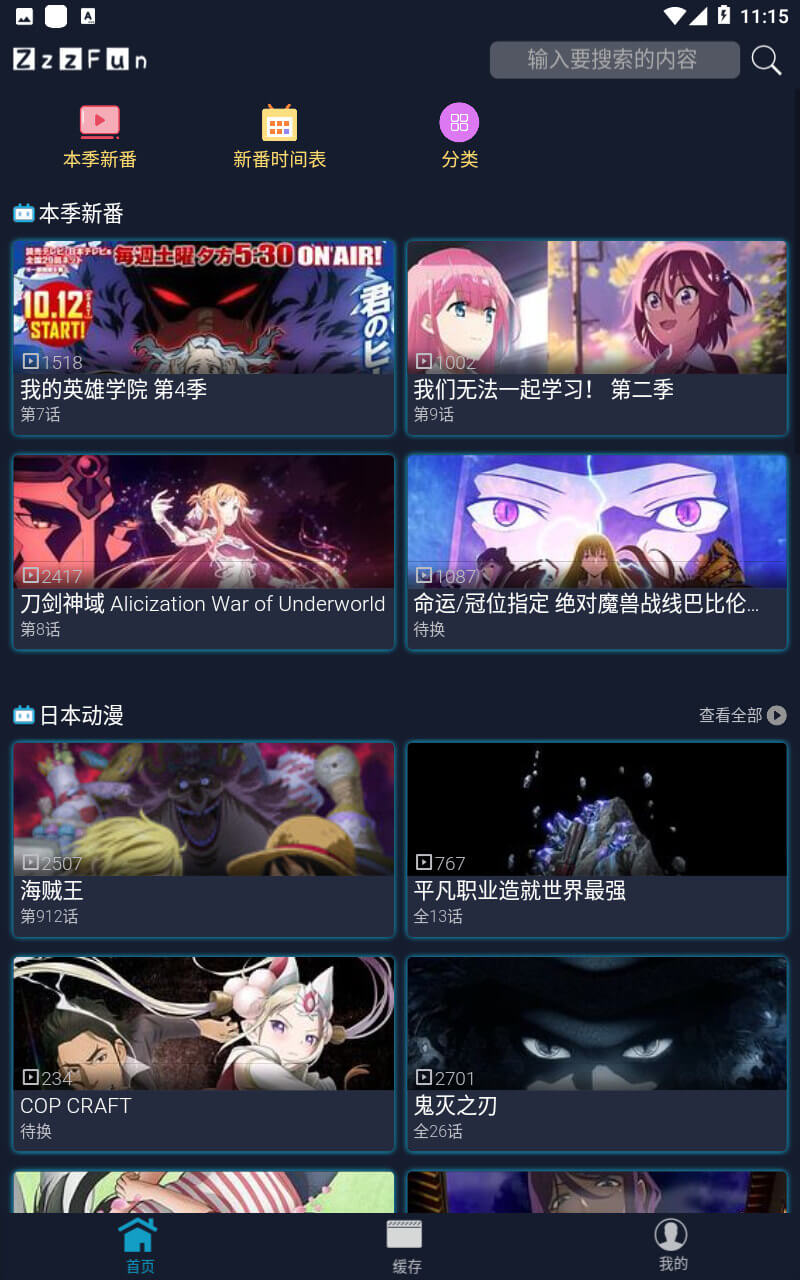 11:15
ZzzFun
输入要搜索的内容
本季新番
新番时间表
分类
本季新番
毎週土曜夕方5:30 ON AIR!
10.12
START!
君のヒ
1518
我的英雄学院 第4季
第7话
1002
我们无法一起学习! 第二季
第9话
2417
刀剑神域 Alicization War of Underworld
第8话
1087
命运/冠位指定 绝对魔兽战线巴比伦...
待换
日本动漫
查看全部
2507
海贼王
第912话
767
平凡职业造就世界最强
全13话
234
COP CRAFT
待换
2701
鬼灭之刃
全26话
首页
缓存
我的